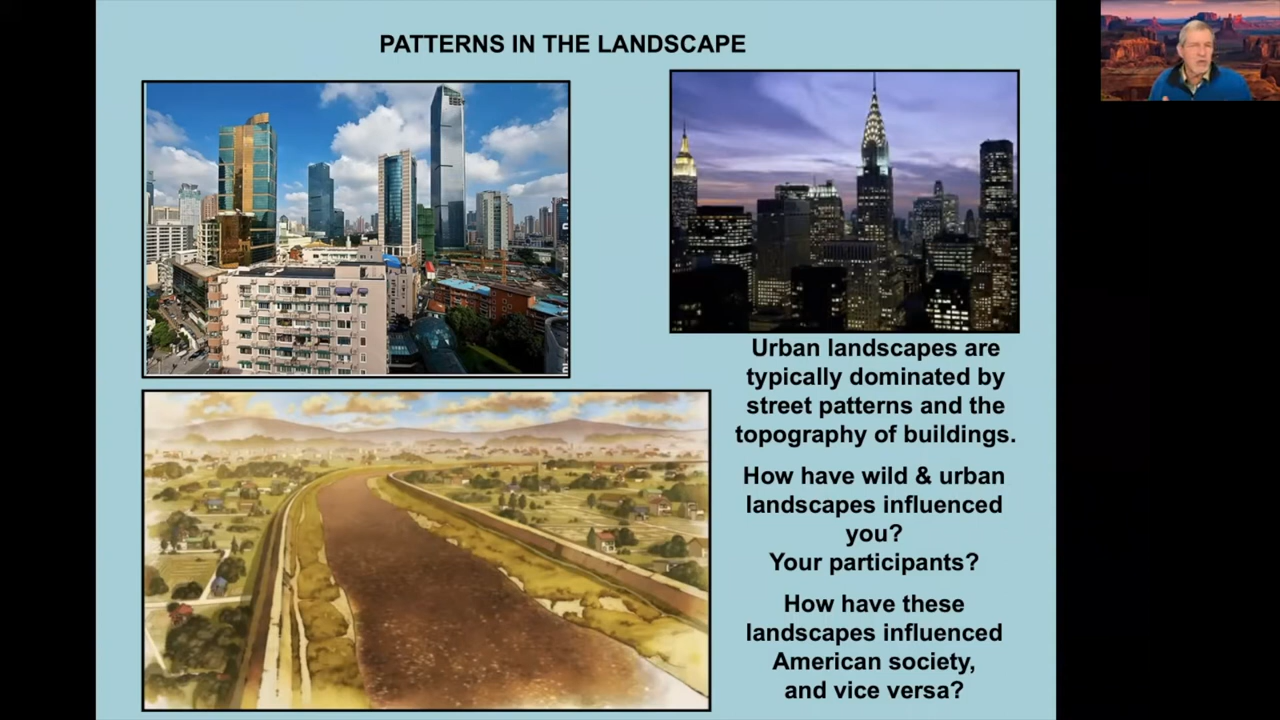 PATTERNS IN THE LANDSCAPE
Urban landscapes are
typically dominated by
street patterns and the
topography of buildings.
How have wild & urban
landscapes influenced
you?
Your participants?
How have these
landscapes influenced
American society,
and vice versa?